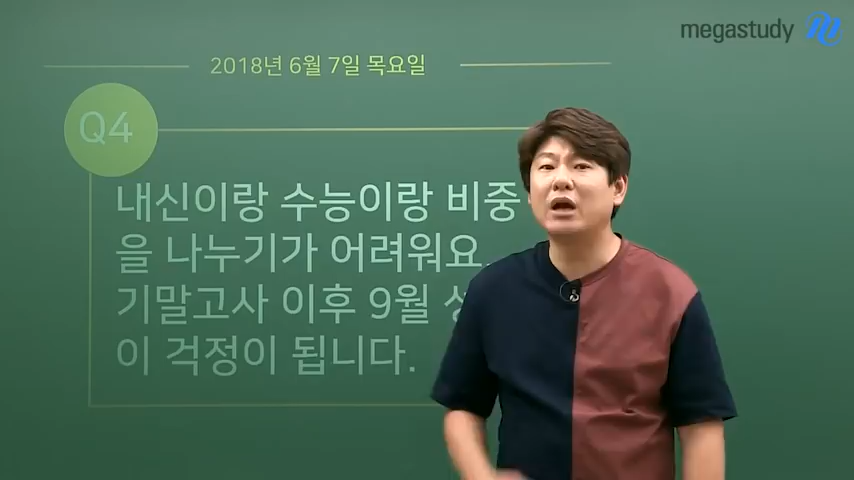 megastudy
2018년 6월 7일 목요일
Q4
내신이랑 수능이랑 비중
을 나누기가 어려워요.
기말고사 이후 9월
이 걱정이 됩니다.